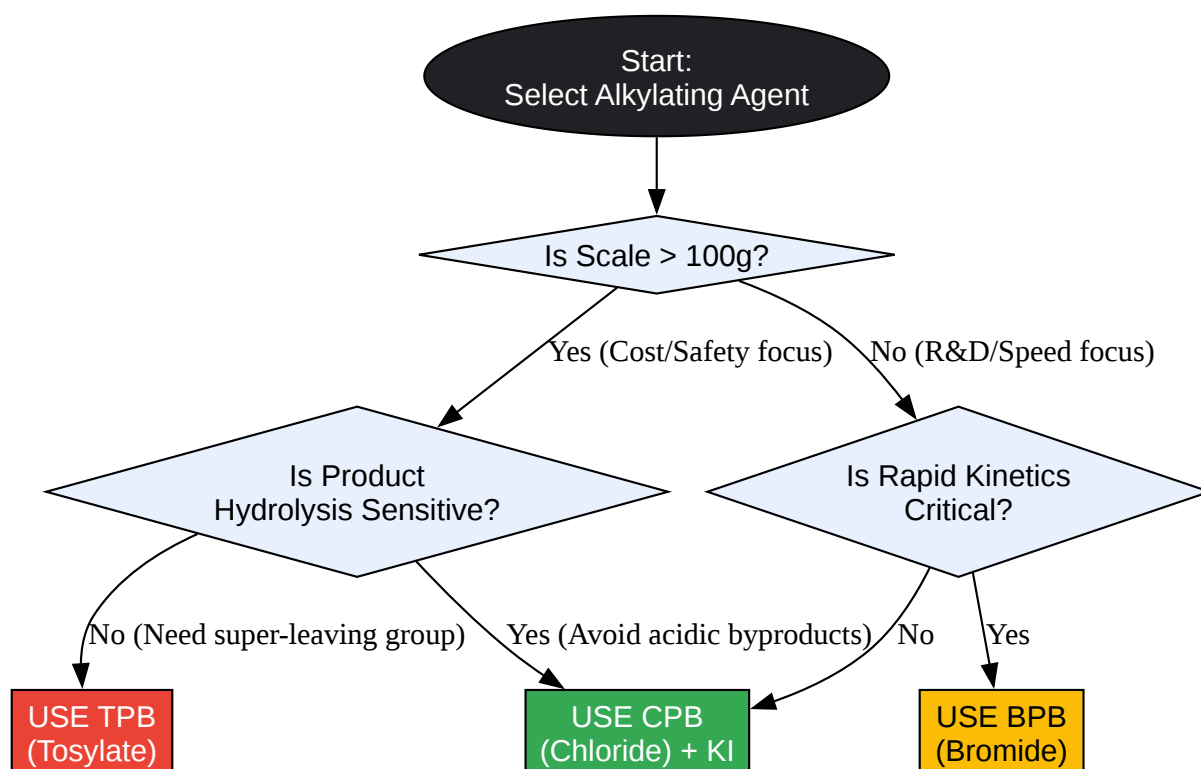 Start:
Select Alkylating Agent
Is Scale > 100g?
Yes (Cost/Safety focus)
No (R&D/Speed focus)
Is Product
Hydrolysis Sensitive?
Is Rapid Kinetics
Critical?
No (Need super-leaving group)
Yes (Avoid acidic byproducts)
No
Yes
USE TPB
(Tosylate)
USE CPB
(Chloride) + KI
USE BPB
(Bromide)